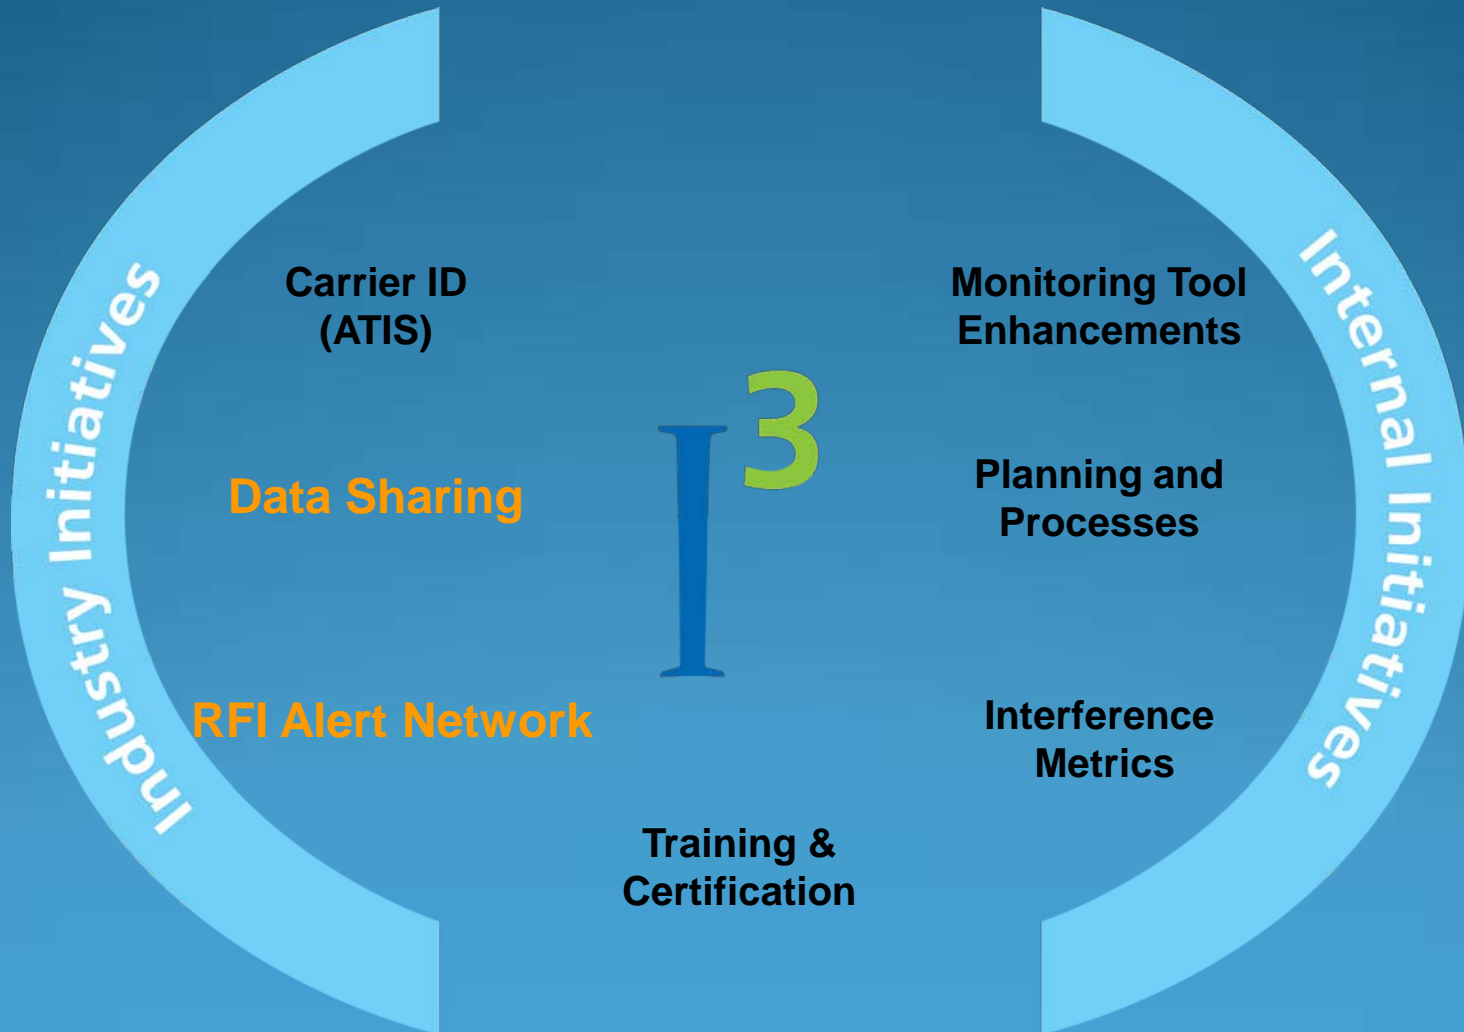 Industry Initiatives
Carrier ID
(ATIS)
Data Sharing
RFI Alert Network
I3
Training &
Certification
Monitoring Tool
Enhancements
Planning and
Processes
Interference
Metrics
Internal Initiatives